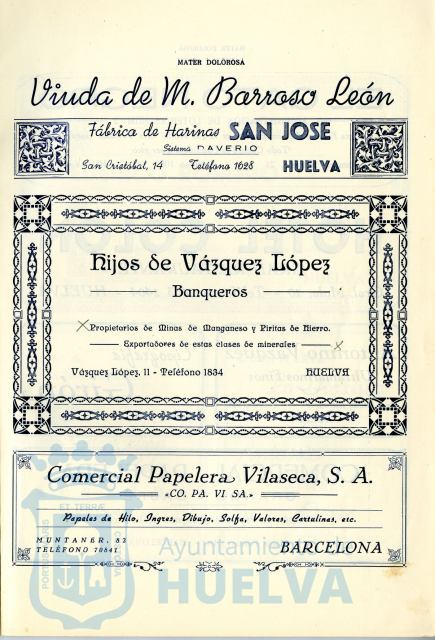 MATER DOLOROSA
Viuda de M. Barroso León
Fábrica de Harinas SAN JOSE
Sistema DAVERIO
San Cristóbal, 14 Teléfono 1628 HUELVA
Hijos de Vázquez López
Banqueros
Propietarios de Minas de Manganeso y Piritas de Hierro.
Exportadores de estas clases de minerales
Vázquez López, 11 - Teléfono 1834 HUELVA
Comercial Papelera Vilaseca, S. A.
«CO. PA. VI. SA.»
Papeles de Hilo, Ingres, Dibujo, Solfa, Valores, Cartulinas, etc.
MUNTANER, 82
TELÉFONO 70841 BARCELONA
Ayuntamiento de
HUELVA